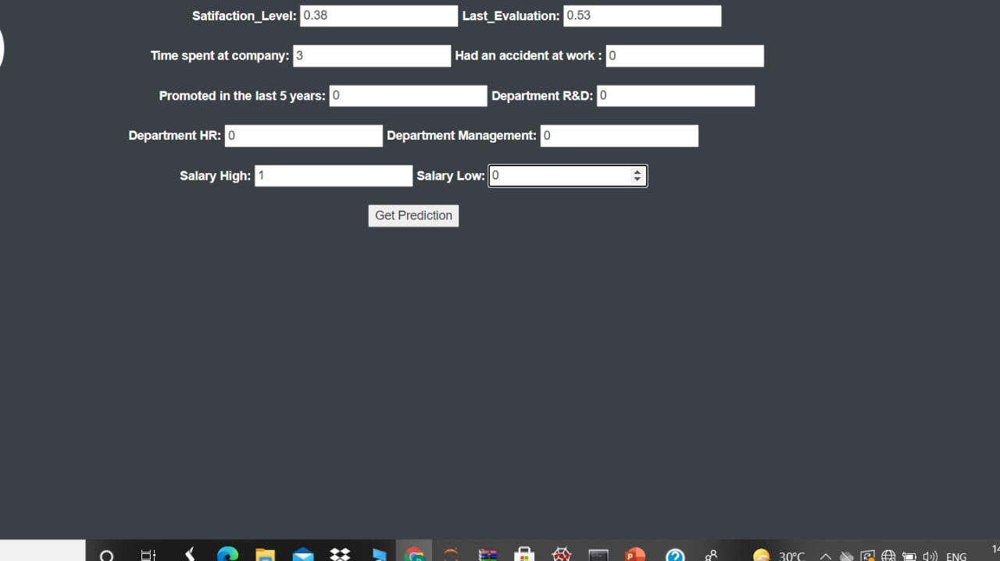 Satifaction_Level: 0.38 Last_Evaluation: 0.53
Time spent at company: 3 Had an accident at work : 0
Promoted in the last 5 years: 0 Department R&D: 0
Department HR: 0 Department Management: 0
Salary High: 1 Salary Low: 0
Get Prediction
30°C ENG